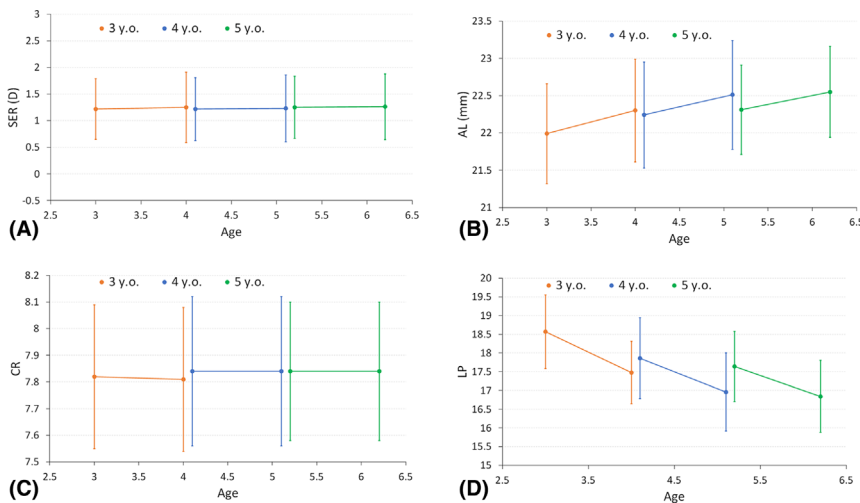 3
2.5
2
1.5
1
0.5
0
-0.5
SER (D)
3 y.o. 4 y.o. 5 y.o.
2.5 3 3.5 4 4.5 5 5.5 6 6.5
Age
(A)
23.5
23
22.5
22
21.5
21
AL (mm)
3 y.o. 4 y.o. 5 y.o.
2.5 3 3.5 4 4.5 5 5.5 6 6.5
Age
(B)
8.2
8.1
8
7.9
7.8
7.7
7.6
7.5
CR
3 y.o. 4 y.o. 5 y.o.
2.5 3 3.5 4 4.5 5 5.5 6 6.5
Age
(C)
20
19.5
19
18.5
18
17.5
17
16.5
16
15.5
15
LP
3 y.o. 4 y.o. 5 y.o.
2.5 3.5 4.5 5.5 6.5
Age
(D)